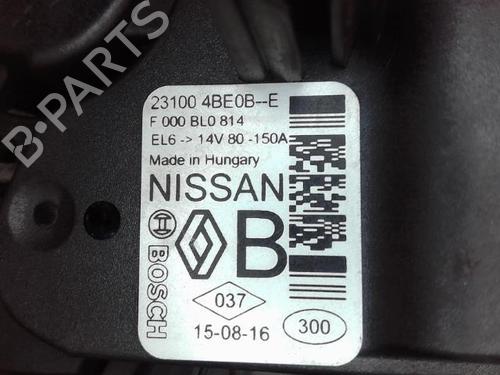 B-PARTS
23100 4BE0B--E
F 000 BL0 814
EL6 -> 14V 80 -150A
Made in Hungary
NISSAN
BOSCH
B
037
15-08-16
300